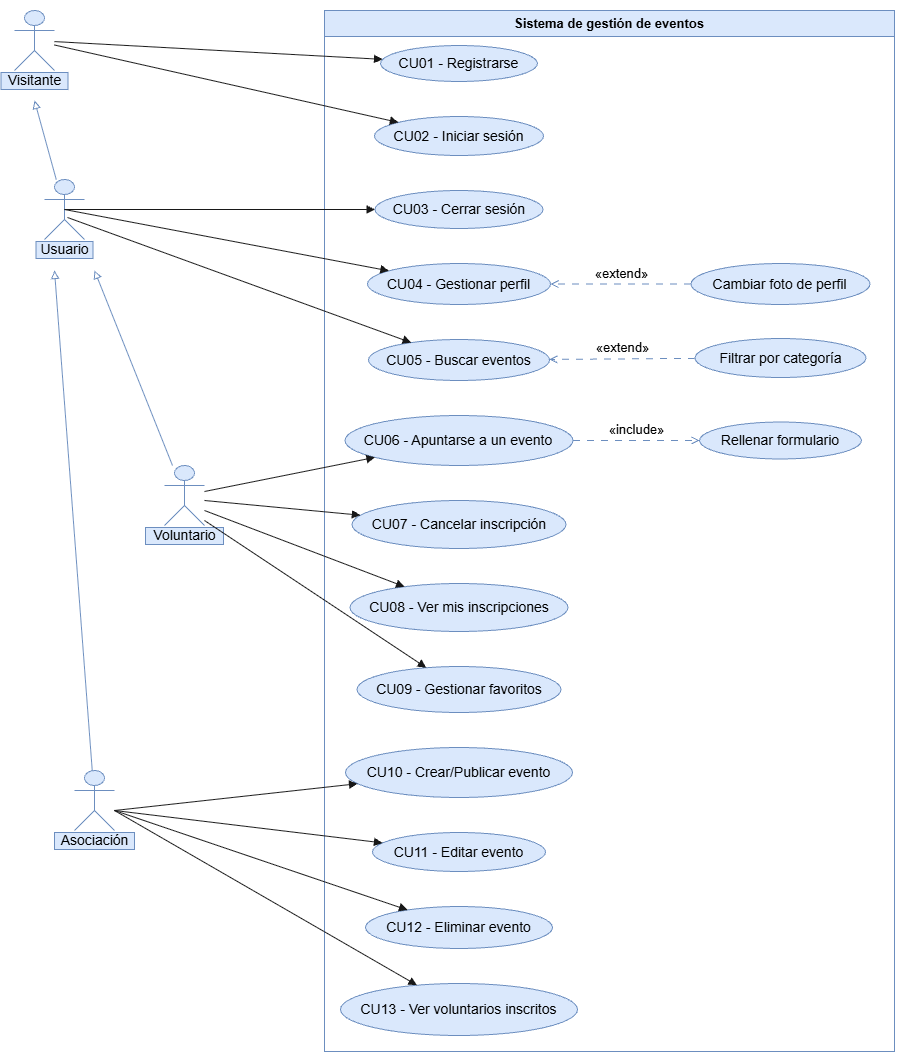 Sistema de gestión de eventos
Visitante
CU01 - Registrarse
CU02 - Iniciar sesión
Usuario
CU03 - Cerrar sesión
CU04 - Gestionar perfil
«extend»
Cambiar foto de perfil
CU05 - Buscar eventos
«extend»
Filtrar por categoría
CU06 - Apuntarse a un evento
«include»
Rellenar formulario
Voluntario
CU07 - Cancelar inscripción
CU08 - Ver mis inscripciones
CU09 - Gestionar favoritos
Asociación
CU10 - Crear/Publicar evento
CU11 - Editar evento
CU12 - Eliminar evento
CU13 - Ver voluntarios inscritos